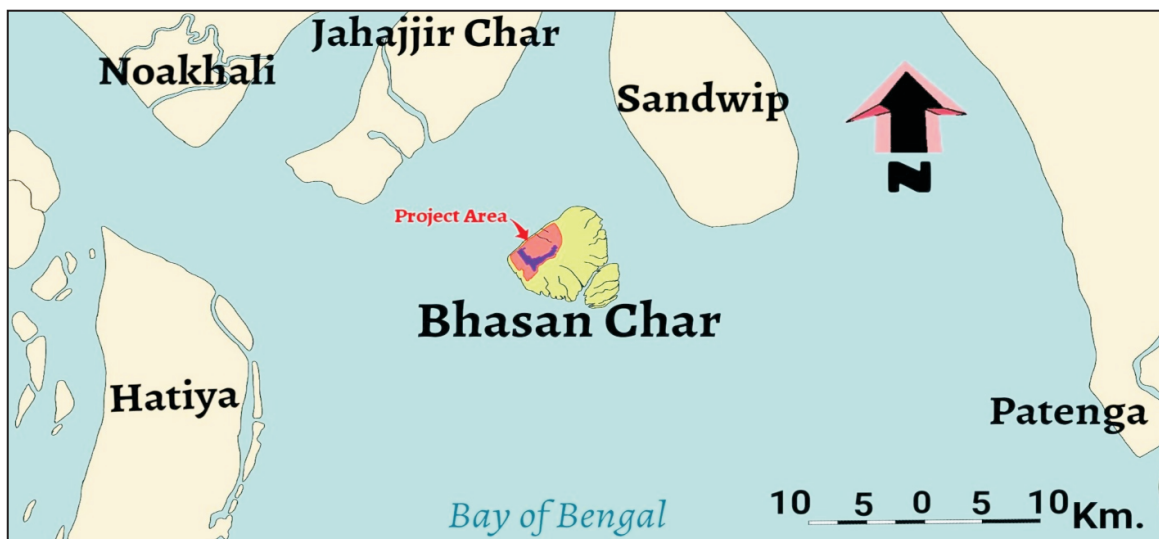 Jahajjir Char
Noakhali
Sandwip
N
Project Area
Bhasan Char
Hatiya
Patenga
Bay of Bengal
10 5 0 5 10 Km.